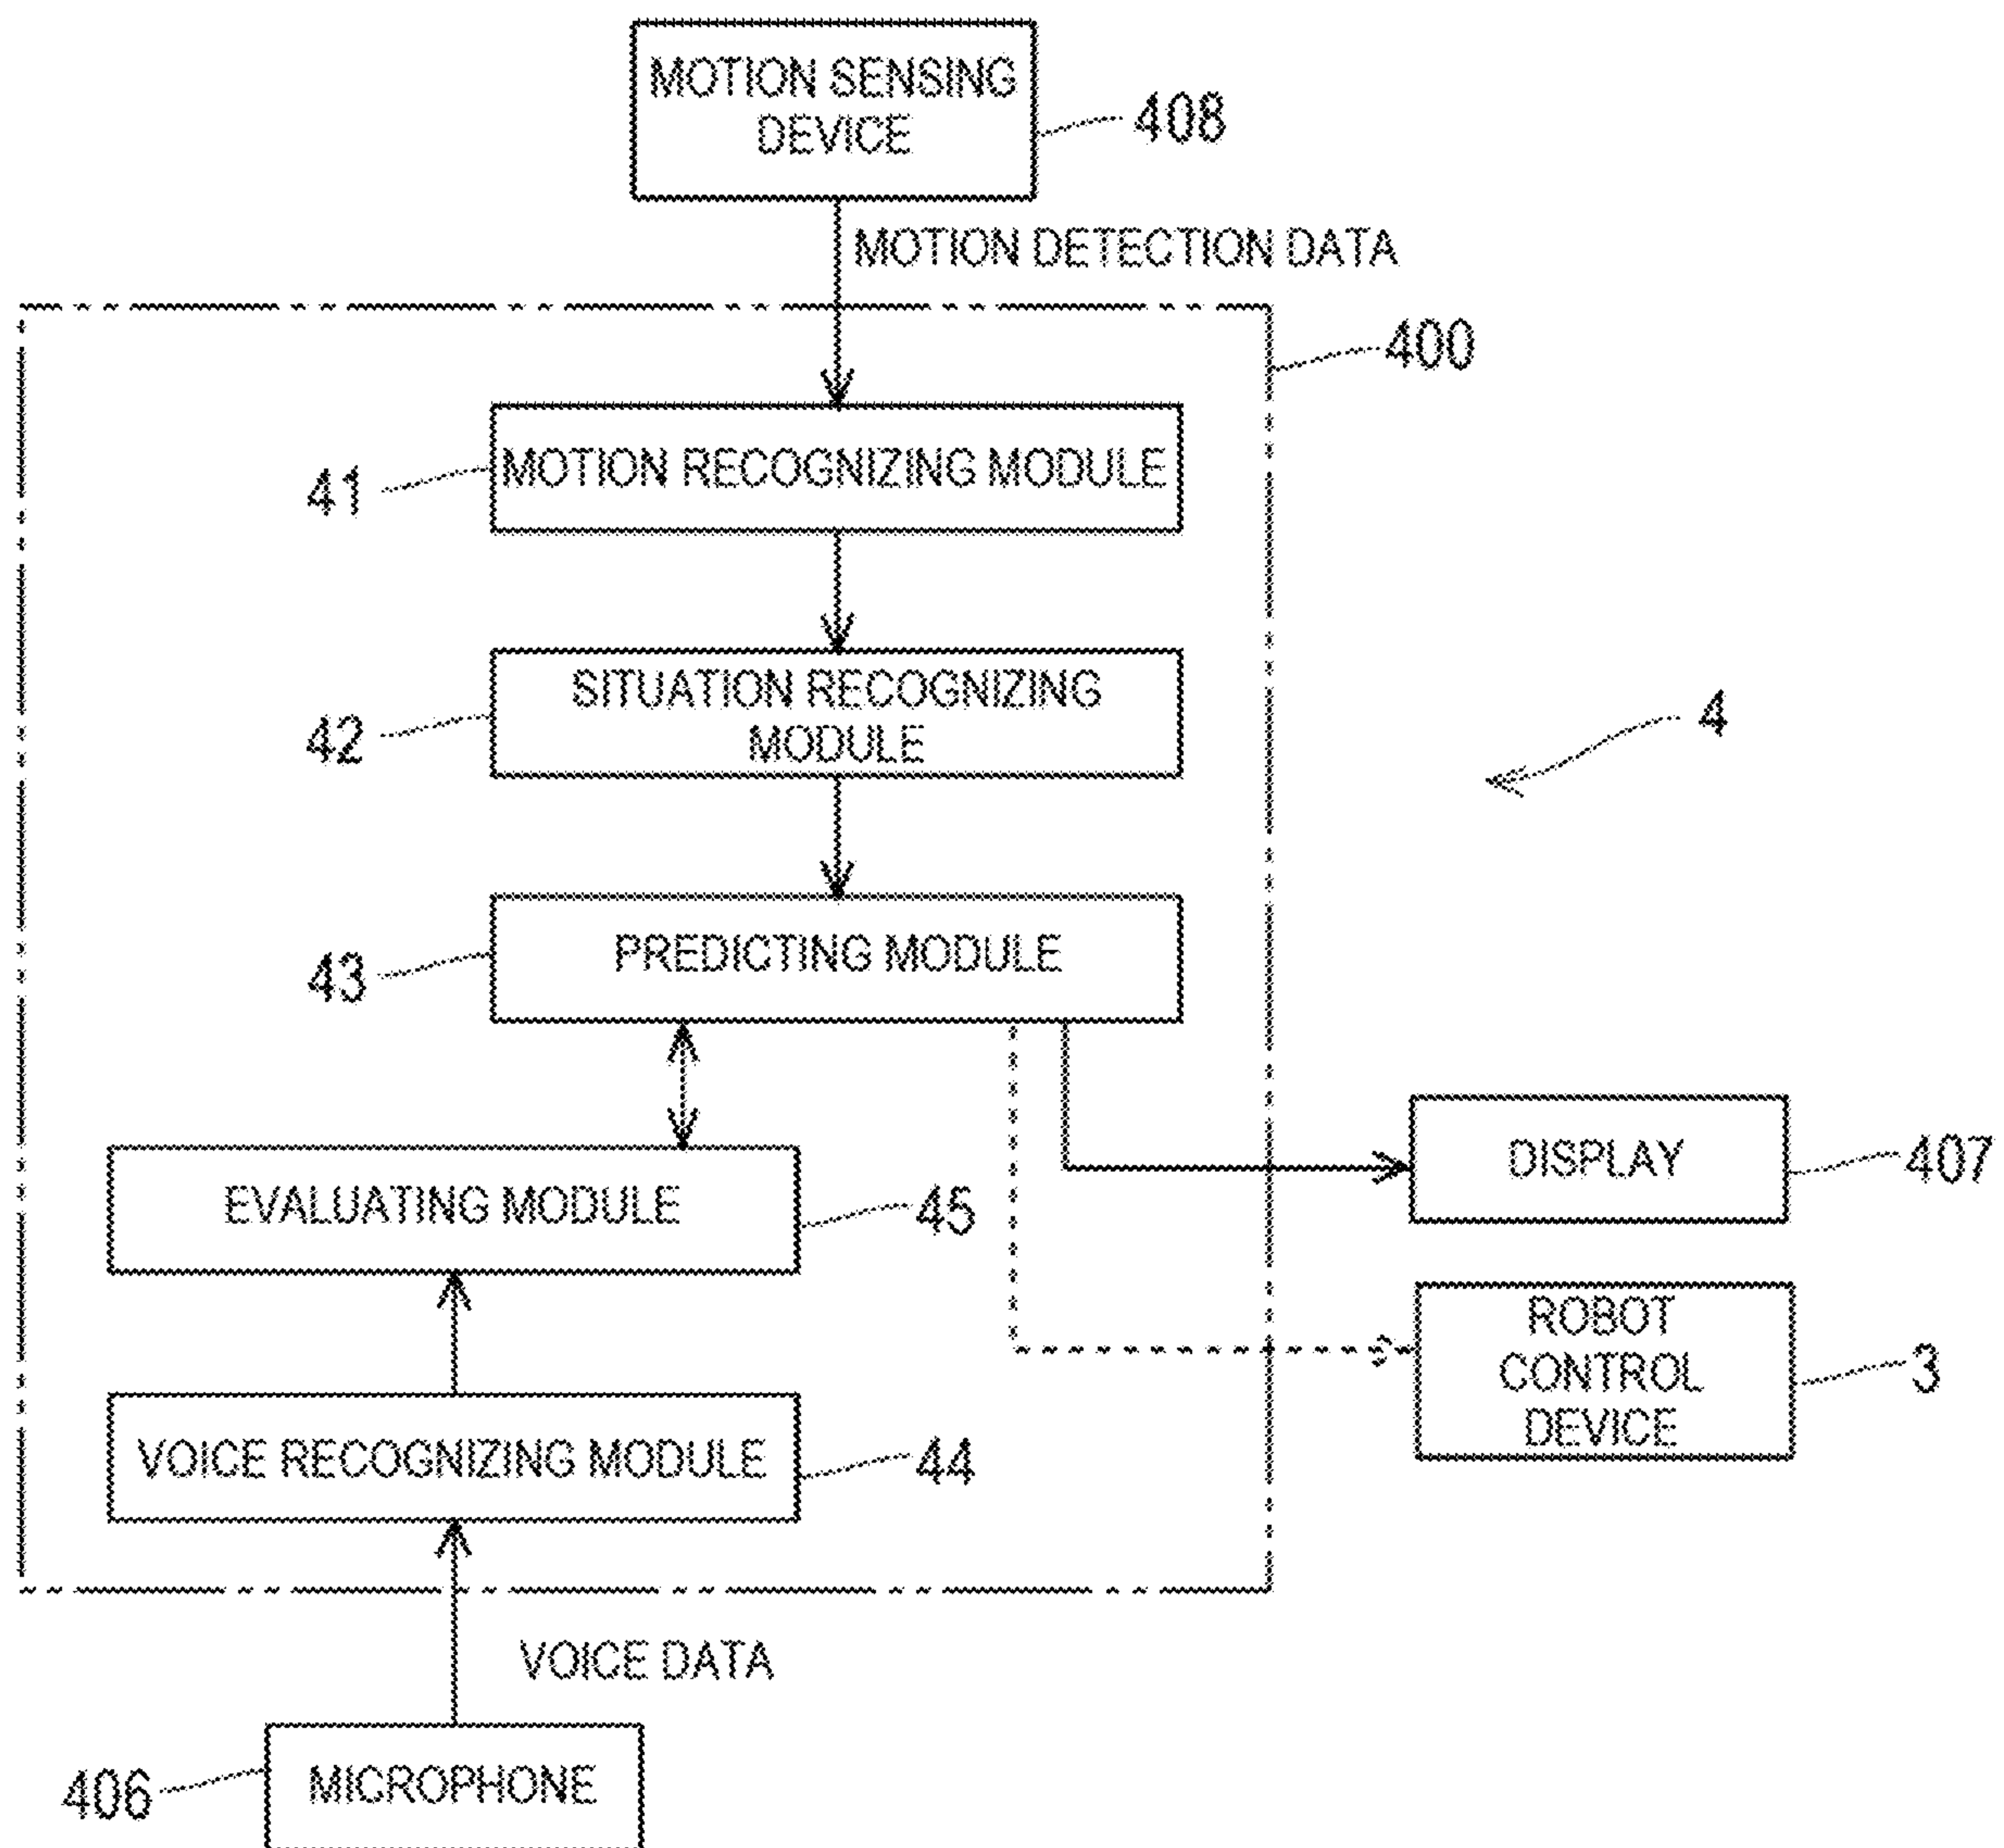 MOTION SENSING
DEVICE
408
MOTION DETECTION DATA
400
MOTION RECOGNIZING MODULE
41
SITUATION RECOGNIZING
MODULE
42
4
PREDICTING MODULE
43
DISPLAY
407
EVALUATING MODULE
45
ROBOT
CONTROL
DEVICE
3
VOICE RECOGNIZING MODULE
44
VOICE DATA
MICROPHONE
406